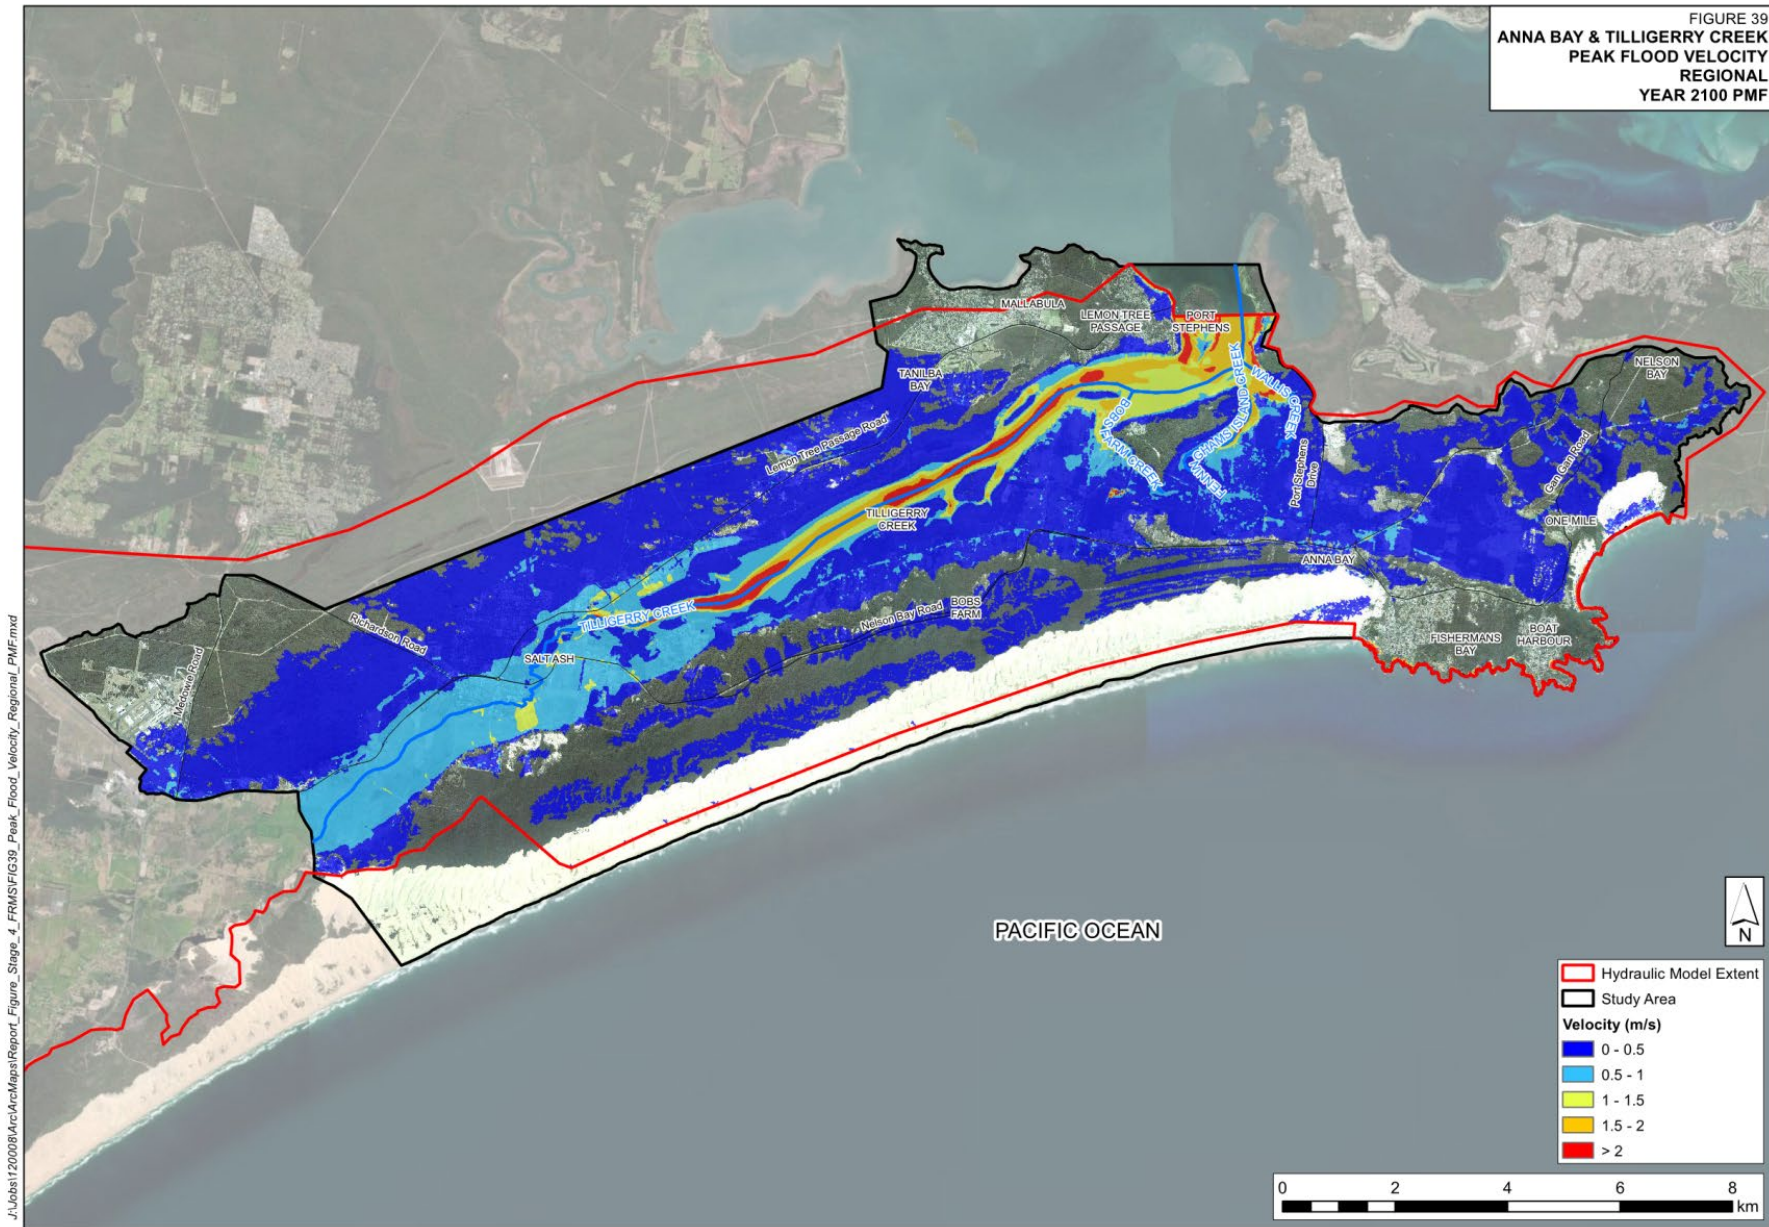 FIGURE 39
ANNA BAY & TILLIGERRY CREEK
PEAK FLOOD VELOCITY
REGIONAL
YEAR 2100 PMF
MALLABULA
LEMON TREE
PASSAGE
PORT
STEPHENS
TANILBA
BAY
NELSON
BAY
WALLIS CREEK
FENNINGHAMS ISLAND CREEK
BOBS FARM CREEK
Lemon Tree Passage Road
Port Stephens
Drive
Gan Gan Road
TILLIGERRY
CREEK
ONE MILE
ANNA BAY
TILLIGERRY CREEK
Nelson Bay Road
BOBS
FARM
Richardson Road
SALT ASH
Medowie Road
FISHERMANS
BAY
BOAT
HARBOUR
PACIFIC OCEAN
N
Hydraulic Model Extent
Study Area
Velocity (m/s)
0 - 0.5
0.5 - 1
1 - 1.5
1.5 - 2
> 2
0 2 4 6 8
km
J:\Jobs\120008\Arc\ArcMaps\Report_Figure_Stage_4_FRMS\FIG39_Peak_Flood_Velocity_Regional_PMF.mxd